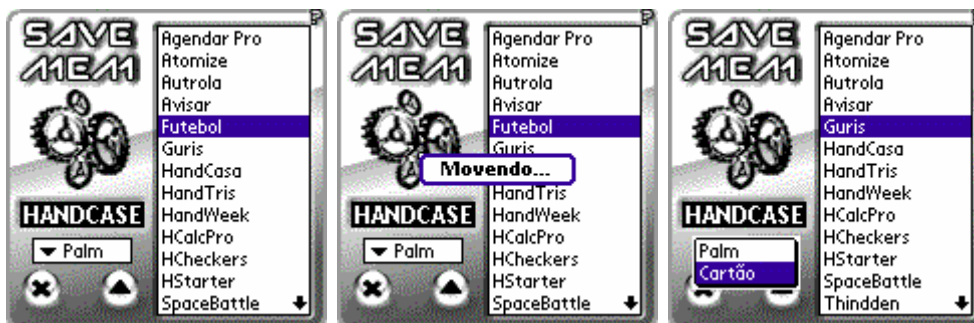 SAVE
MEM
HANDCASE
Palm
?
Agendar Pro
Atomize
Autrola
Avisar
Futebol
Guris
HandCasa
HandTris
HandWeek
HCalcPro
HCheckers
HStarter
SpaceBattle
SAVE
MEM
HANDCASE
Palm
?
Agendar Pro
Atomize
Autrola
Avisar
Futebol
Guris
Movendo...
HandTris
HandWeek
HCalcPro
HCheckers
HStarter
SpaceBattle
SAVE
MEM
HANDCASE
Palm
Cartão
?
Agendar Pro
Atomize
Autrola
Avisar
Guris
HandCasa
HandTris
HandWeek
HCalcPro
HCheckers
HStarter
SpaceBattle
Thindden